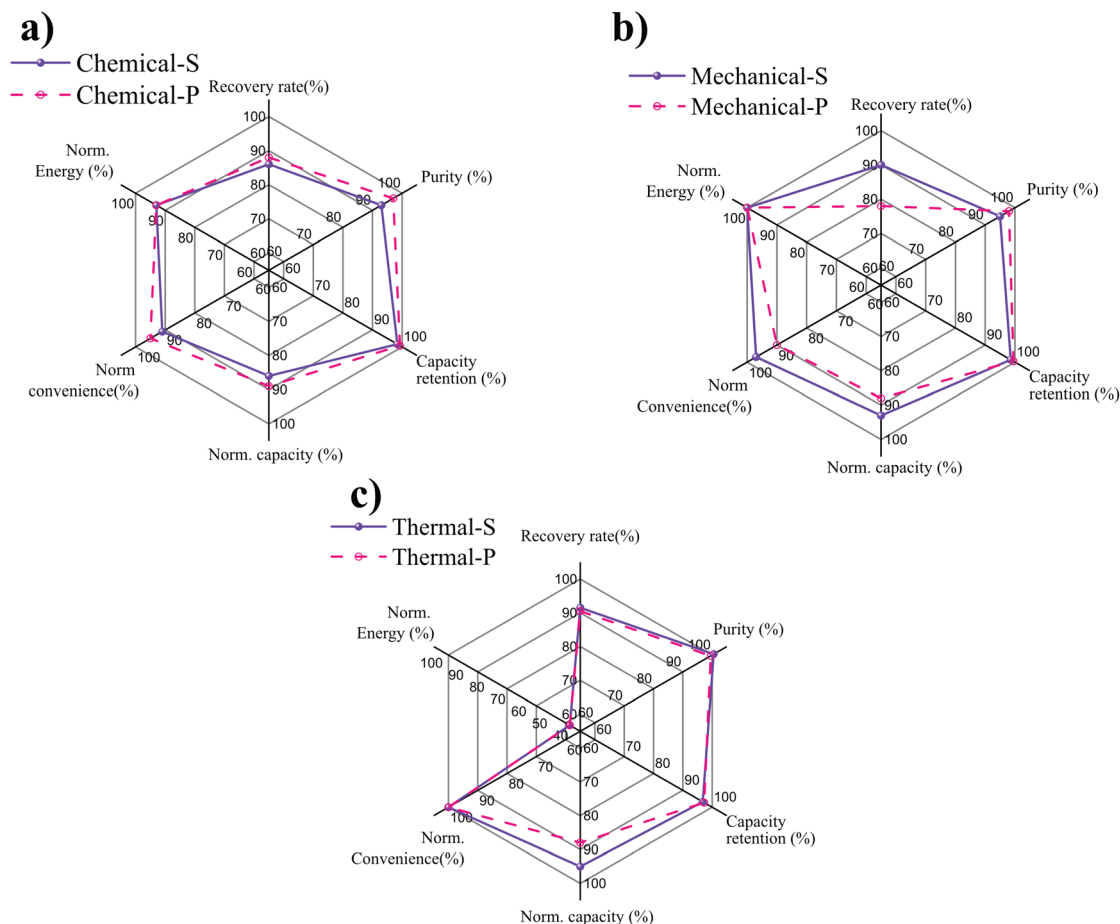 a)
Chemical-S
Chemical-P
Recovery rate(%)
Purity (%)
Capacity
retention (%)
Norm. capacity (%)
Norm
convenience(%)
Norm.
Energy (%)
100
90
80
70
60
100
90
80
70
60
100
90
80
70
60
100
90
80
70
60
100
90
80
70
60
100
90
80
70
60
b)
Mechanical-S
Mechanical-P
Recovery rate(%)
Purity (%)
Capacity
retention (%)
Norm. capacity (%)
Norm
Convenience(%)
Norm.
Energy (%)
100
90
80
70
60
100
90
80
70
60
100
90
80
70
60
100
90
80
70
60
100
90
80
70
60
100
90
80
70
60
c)
Thermal-S
Thermal-P
Recovery rate(%)
Purity (%)
Capacity
retention (%)
Norm. capacity (%)
Norm.
Convenience(%)
Norm.
Energy (%)
100
90
80
70
60
100
90
80
70
60
100
90
80
70
60
100
90
80
70
60
100
90
80
70
60
100
90
80
70
60
50
40